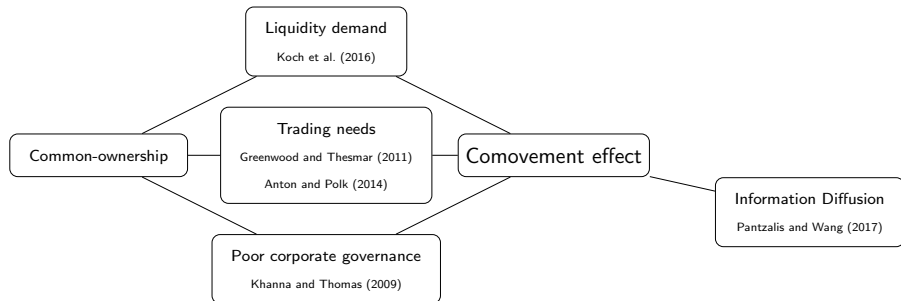 Liquidity demand
Koch et al. (2016)
Common-ownership
Trading needs
Greenwood and Thesmar (2011)
Anton and Polk (2014)
Comovement effect
Information Diffusion
Pantzalis and Wang (2017)
Poor corporate governance
Khanna and Thomas (2009)